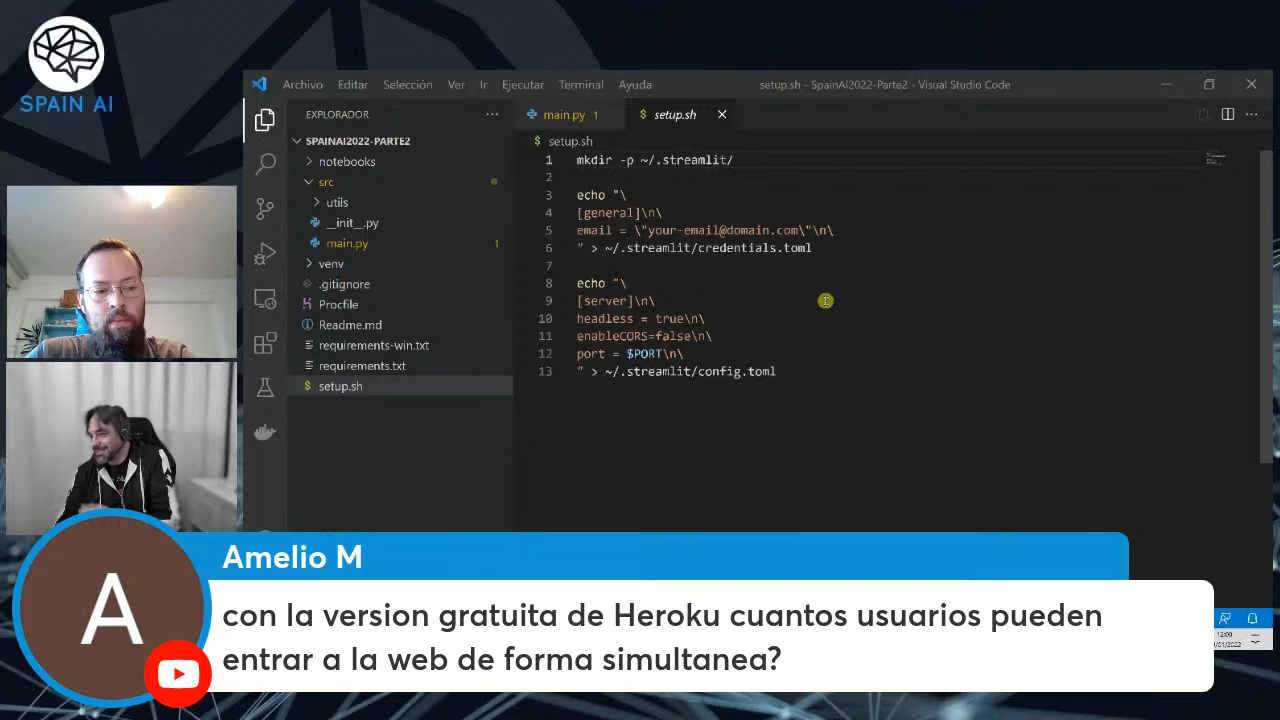 SPAIN AI
Archivo Editar Selección Ver Ir Ejecutar Terminal Ayuda
setup.sh - SpainAI2022-Parte2 - Visual Studio Code
EXPLORADOR
SPAINAI2022-PARTE2
notebooks
src
utils
__init__.py
main.py 1
venv
.gitignore
Procfile
Readme.md
requirements-win.txt
requirements.txt
setup.sh
main.py 1
setup.sh
setup.sh
1 mkdir -p ~/.streamlit/
2
3 echo "\
4 [general]\n\
5 email = \"your-email@domain.com\"\n\
6 " > ~/.streamlit/credentials.toml
7
8 echo "\
9 [server]\n\
10 headless = true\n\
11 enableCORS=false\n\
12 port = $PORT\n\
13 " > ~/.streamlit/config.toml
A
Amelio M
con la version gratuita de Heroku cuantos usuarios pueden
entrar a la web de forma simultanea?
12:00